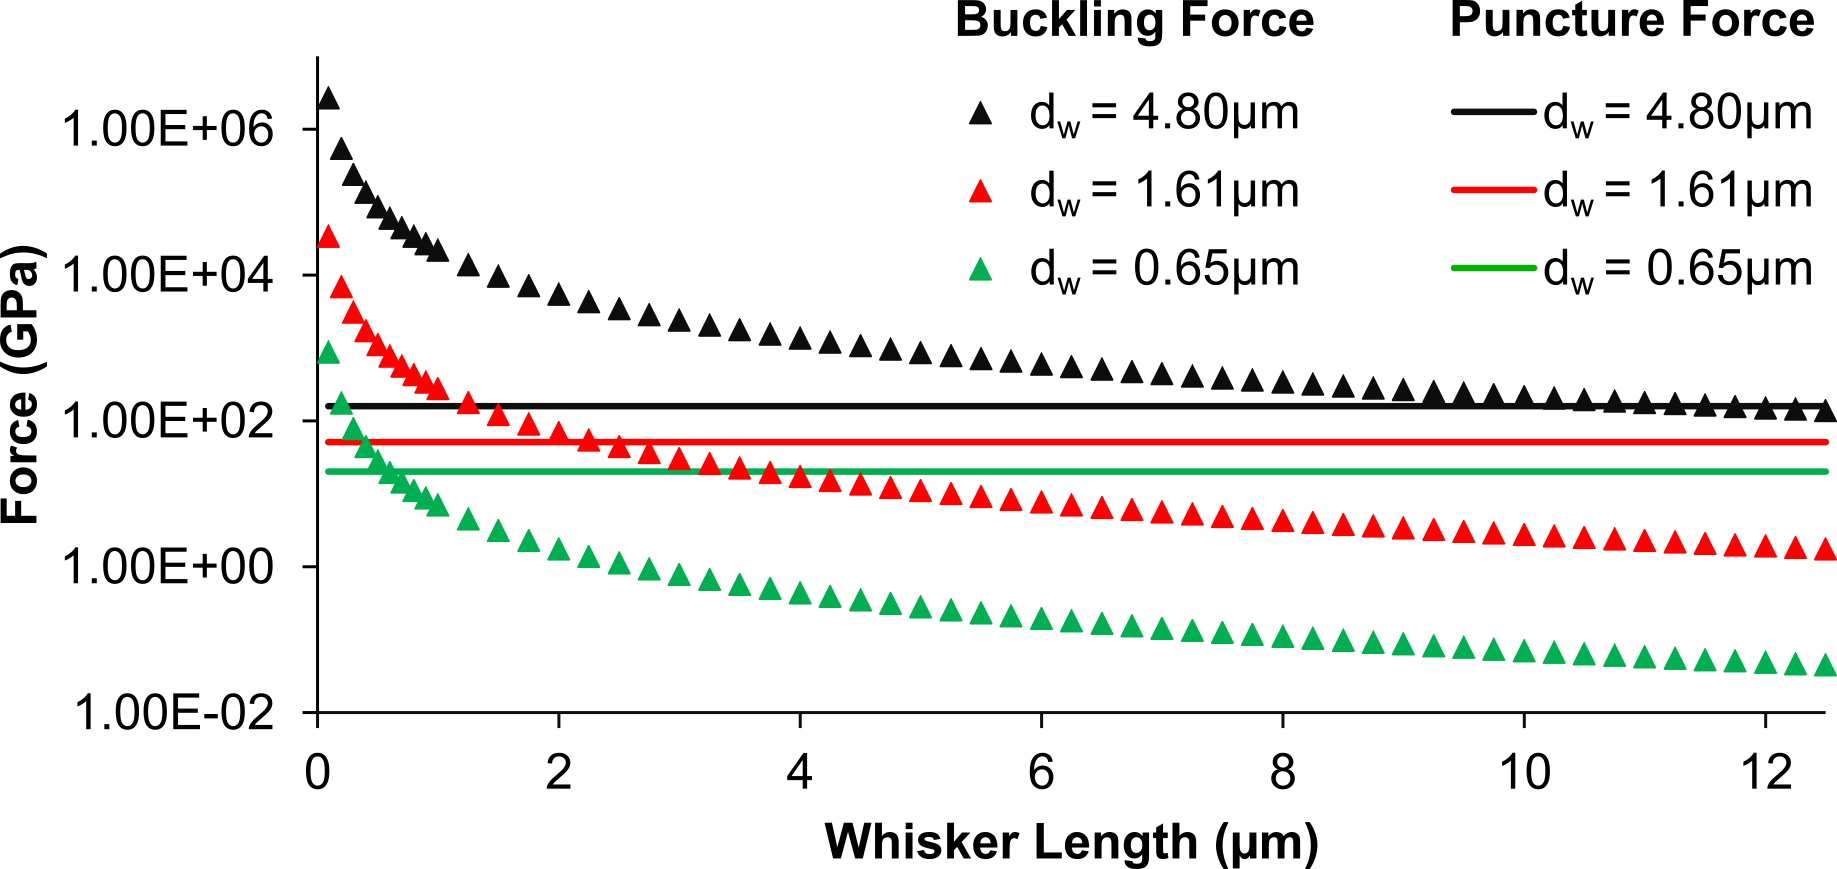 Buckling Force Puncture Force
dw = 4.80µm dw = 4.80µm
dw = 1.61µm dw = 1.61µm
dw = 0.65µm dw = 0.65µm
Force (GPa)
1.00E+06
1.00E+04
1.00E+02
1.00E+00
1.00E-02
0 2 4 6 8 10 12
Whisker Length (µm)